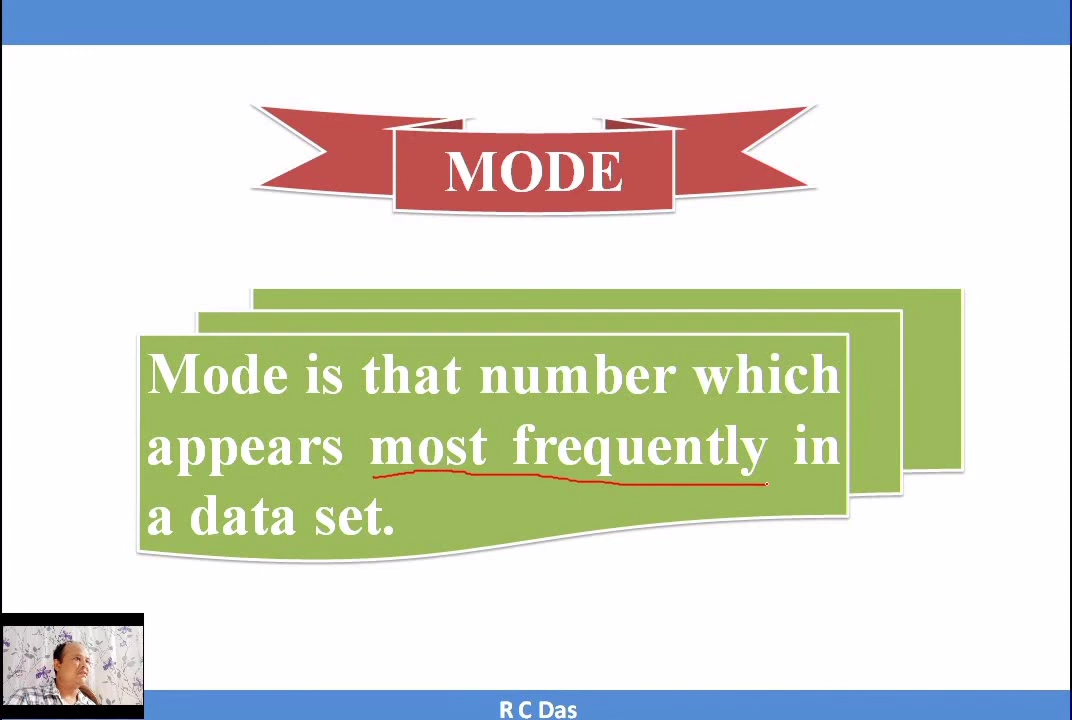 MODE
Mode is that number which
appears most frequently in
a data set.
R C Das